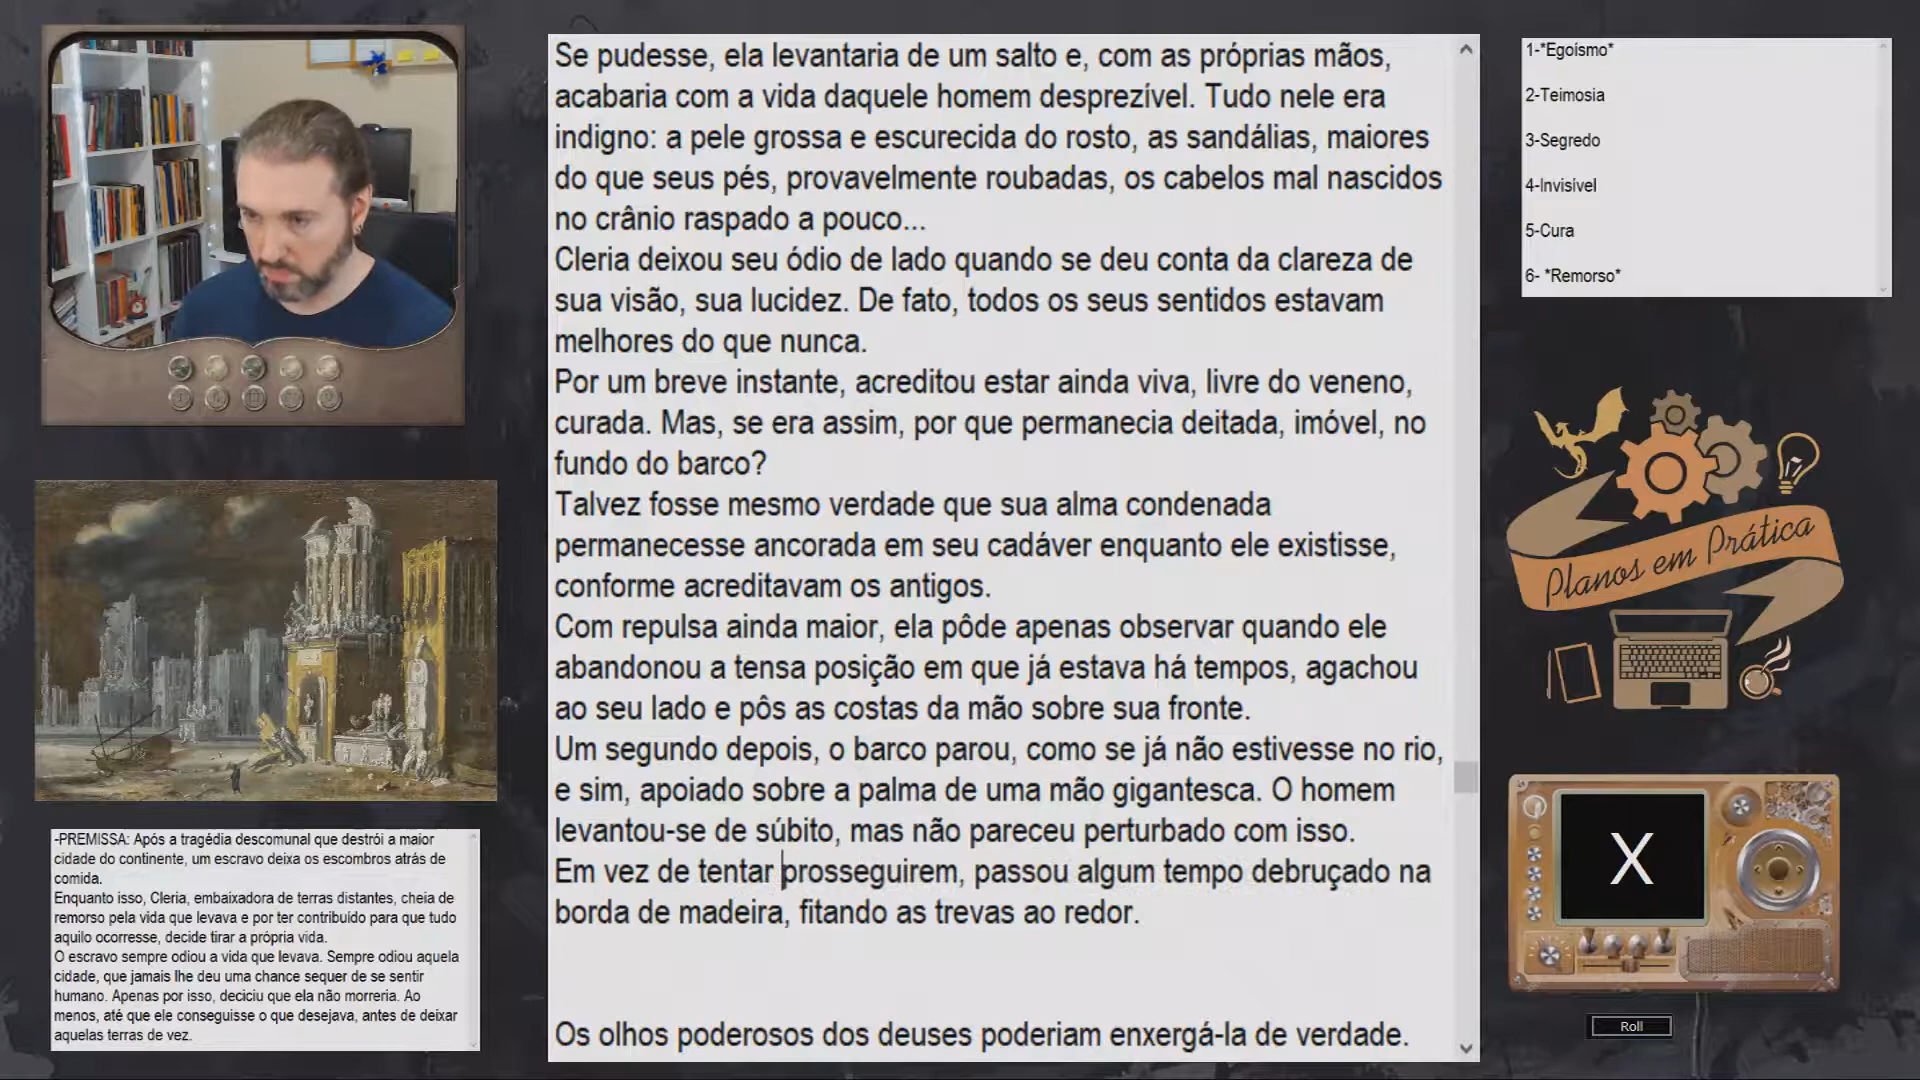 Se pudesse, ela levantaria de um salto e, com as próprias mãos,
acabaria com a vida daquele homem desprezível. Tudo nele era
indigno: a pele grossa e escurecida do rosto, as sandálias, maiores
do que seus pés, provavelmente roubadas, os cabelos mal nascidos
no crânio raspado a pouco...
Cleria deixou seu ódio de lado quando se deu conta da clareza de
sua visão, sua lucidez. De fato, todos os seus sentidos estavam
melhores do que nunca.
Por um breve instante, acreditou estar ainda viva, livre do veneno,
curada. Mas, se era assim, por que permanecia deitada, imóvel, no
fundo do barco?
Talvez fosse mesmo verdade que sua alma condenada
permanecesse ancorada em seu cadáver enquanto ele existisse,
conforme acreditavam os antigos.
Com repulsa ainda maior, ela pôde apenas observar quando ele
abandonou a tensa posição em que já estava há tempos, agachou
ao seu lado e pôs as costas da mão sobre sua fronte.
Um segundo depois, o barco parou, como se já não estivesse no rio,
e sim, apoiado sobre a palma de uma mão gigantesca. O homem
levantou-se de súbito, mas não pareceu perturbado com isso.
Em vez de tentar prosseguirem, passou algum tempo debruçado na
borda de madeira, fitando as trevas ao redor.
Os olhos poderosos dos deuses poderiam enxergá-la de verdade.
1-*Egoísmo*
2-Teimosia
3-Segredo
4-Invisível
5-Cura
6- *Remorso*
Planos em Prática
X
Roll
-PREMISSA: Após a tragédia descomunal que destrói a maior
cidade do continente, um escravo deixa os escombros atrás de
comida.
Enquanto isso, Cleria, embaixadora de terras distantes, cheia de
remorso pela vida que levava e por ter contribuído para que tudo
aquilo ocorresse, decide tirar a própria vida.
O escravo sempre odiou a vida que levava. Sempre odiou aquela
cidade, que jamais lhe deu uma chance sequer de se sentir
humano. Apenas por isso, deciciu que ela não morreria. Ao
menos, até que ele conseguisse o que desejava, antes de deixar
aquelas terras de vez.